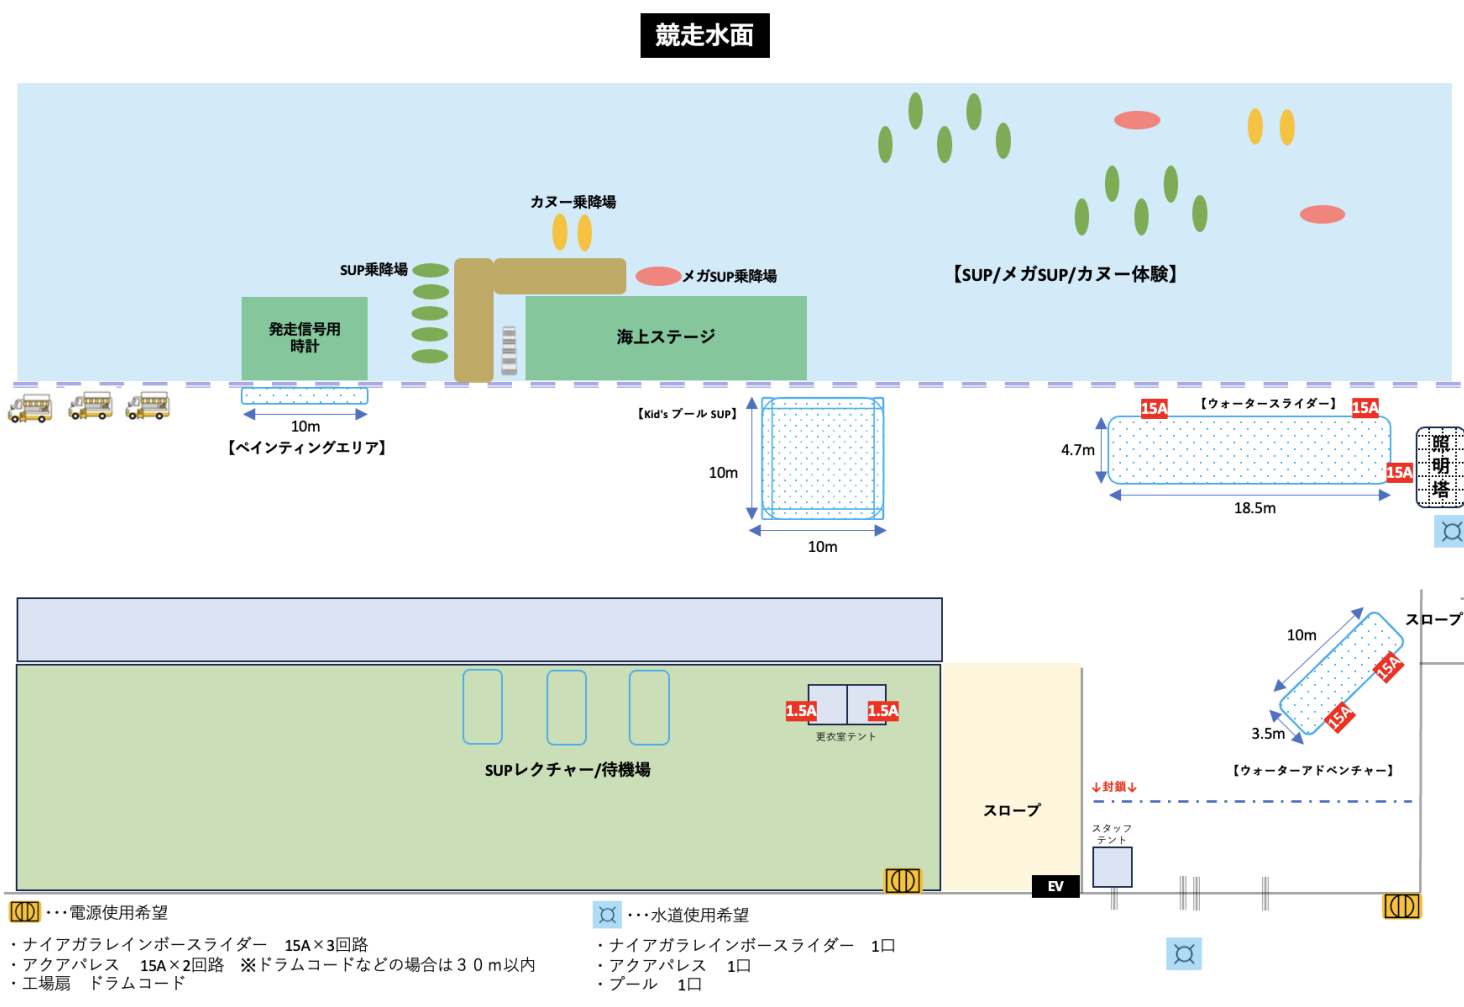 競走水面
カヌー乗降場
SUP乗降場
メガSUP乗降場
【SUP/メガSUP/カヌー体験】
発走信号用
時計
海上ステージ
10m
【ペインティングエリア】
【Kid's プール SUP】
10m
10m
【ウォータースライダー】
15A
15A
15A
4.7m
18.5m
照
明
塔
スロープ
10m
15A
15A
3.5m
【ウォーターアドベンチャー】
1.5A
1.5A
更衣室テント
SUPレクチャー/待機場
スロープ
↓封鎖↓
スタッフ
テント
EV
・・・電源使用希望
・ナイアガラレインボースライダー　15A×3回路
・アクアパレス　15A×2回路　※ドラムコードなどの場合は３０ｍ以内
・工場扇　ドラムコード
・・・水道使用希望
・ナイアガラレインボースライダー　1口
・アクアパレス　1口
・プール　1口